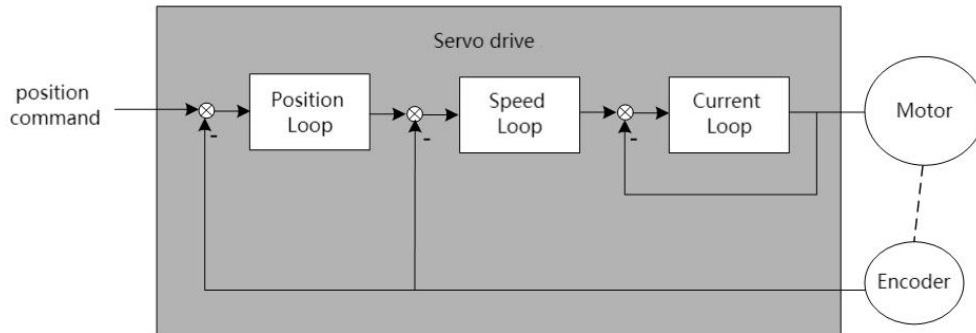 Servo drive
position
command
Position
Loop
Speed
Loop
Current
Loop
Motor
-
-
-
Encoder